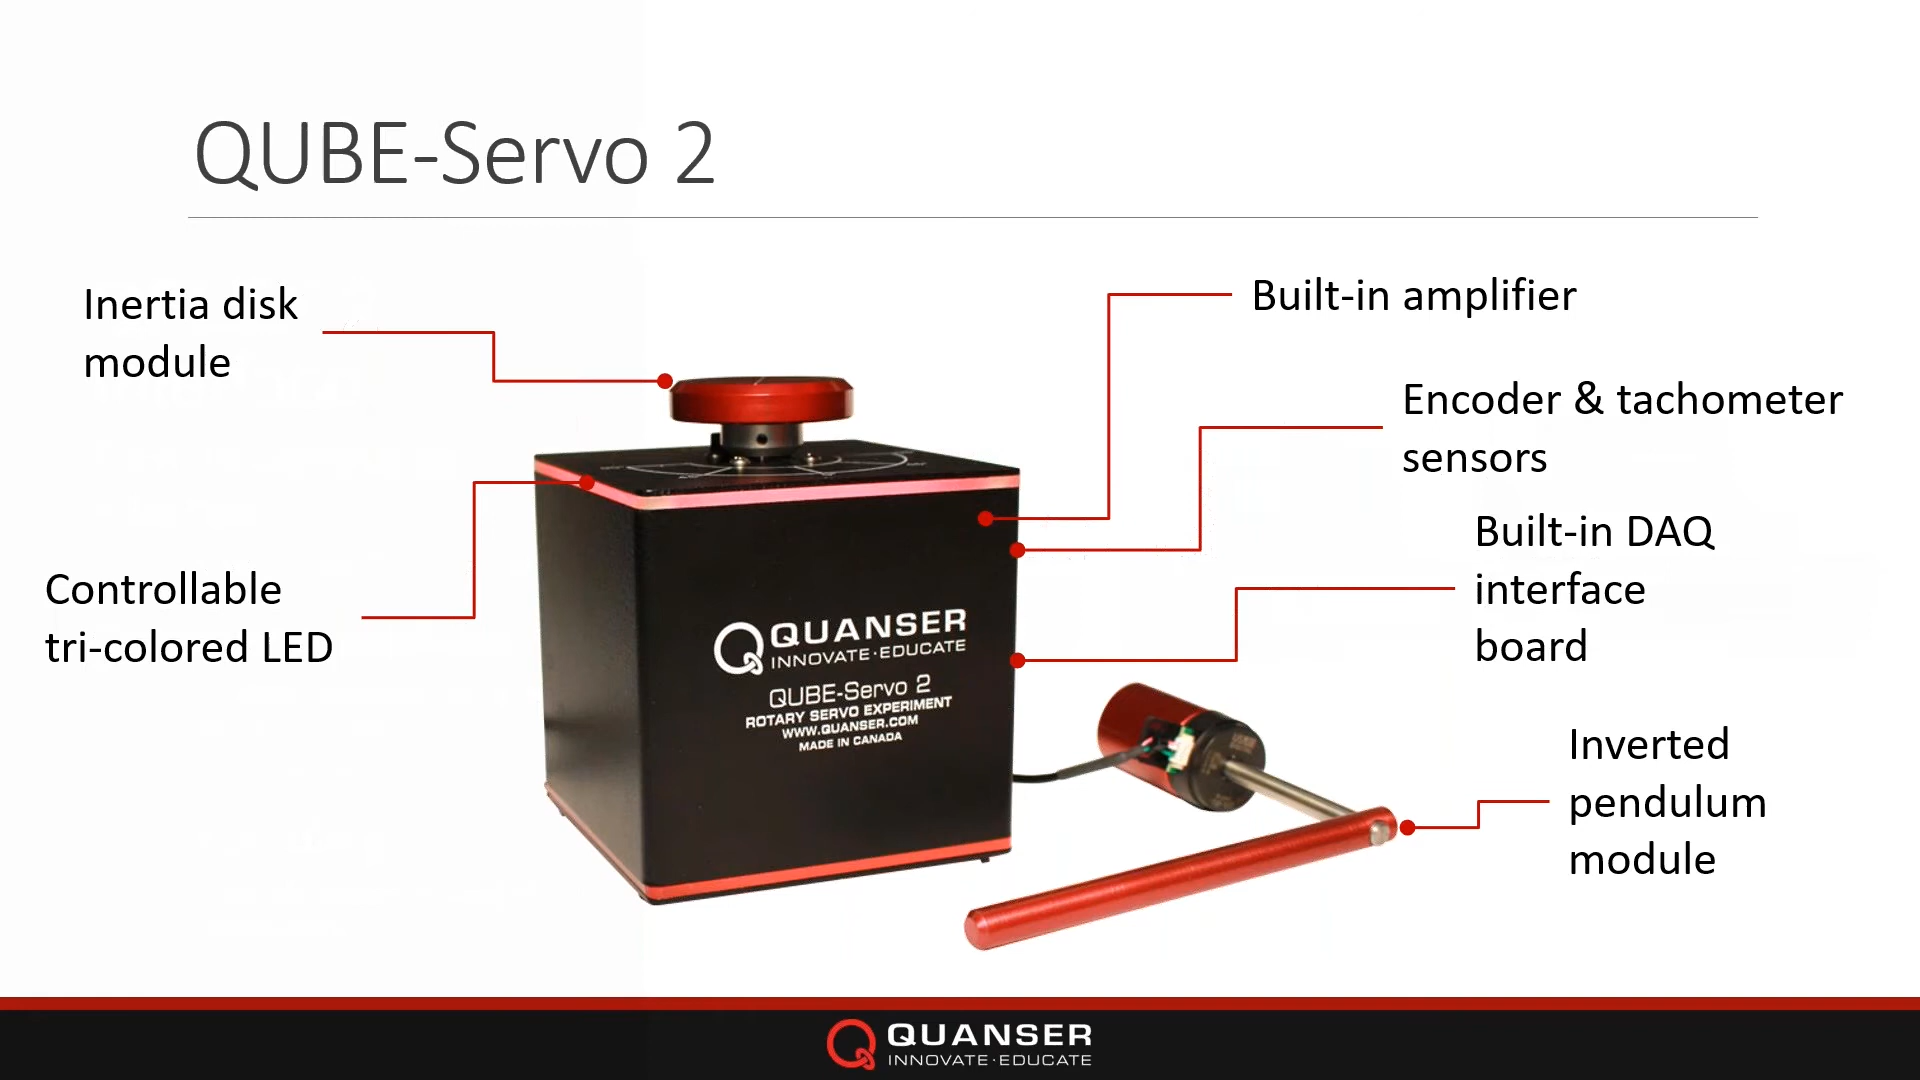 QUBE-Servo 2
Inertia disk
module
Controllable
tri-colored LED
Built-in amplifier
Encoder & tachometer
sensors
Built-in DAQ
interface
board
Inverted
pendulum
module
QUANSER
INNOVATE·EDUCATE
QUBE-Servo 2
ROTARY SERVO EXPERIMENT
WWW.QUANSER.COM
MADE IN CANADA
QUANSER
INNOVATE·EDUCATE